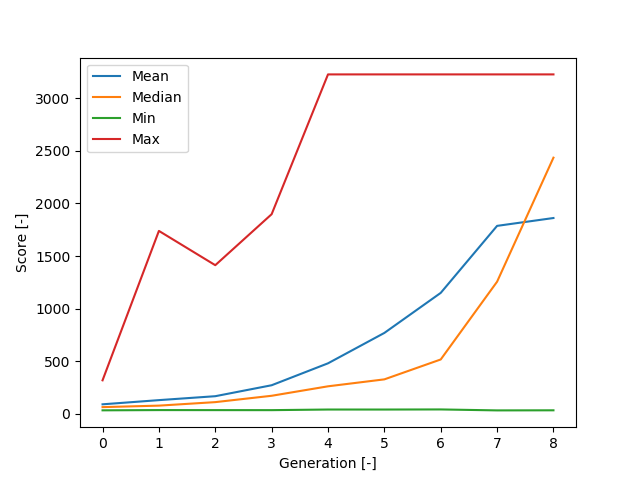 Mean
Median
Min
Max
3000
2500
2000
1500
1000
500
0
Score [-]
0 1 2 3 4 5 6 7 8
Generation [-]